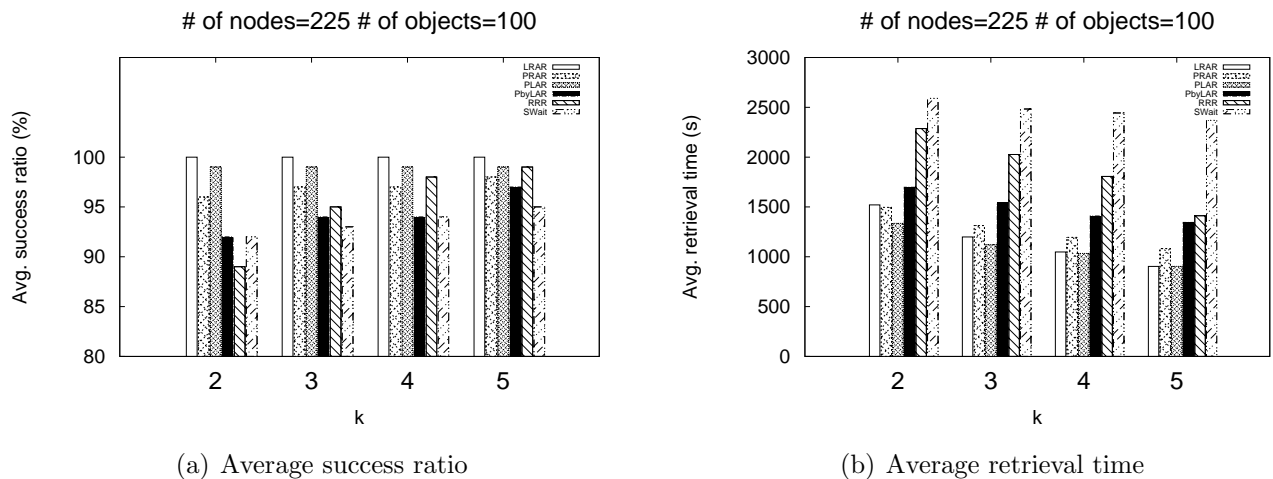 # of nodes=225 # of objects=100
LRAR
PRAR
PLAR
PbyLAR
RRR
SWait
100
95
90
85
80
Avg. success ratio (%)
2 3 4 5
k
(a) Average success ratio
# of nodes=225 # of objects=100
LRAR
PRAR
PLAR
PbyLAR
RRR
SWait
3000
2500
2000
1500
1000
500
0
Avg. retrieval time (s)
2 3 4 5
k
(b) Average retrieval time